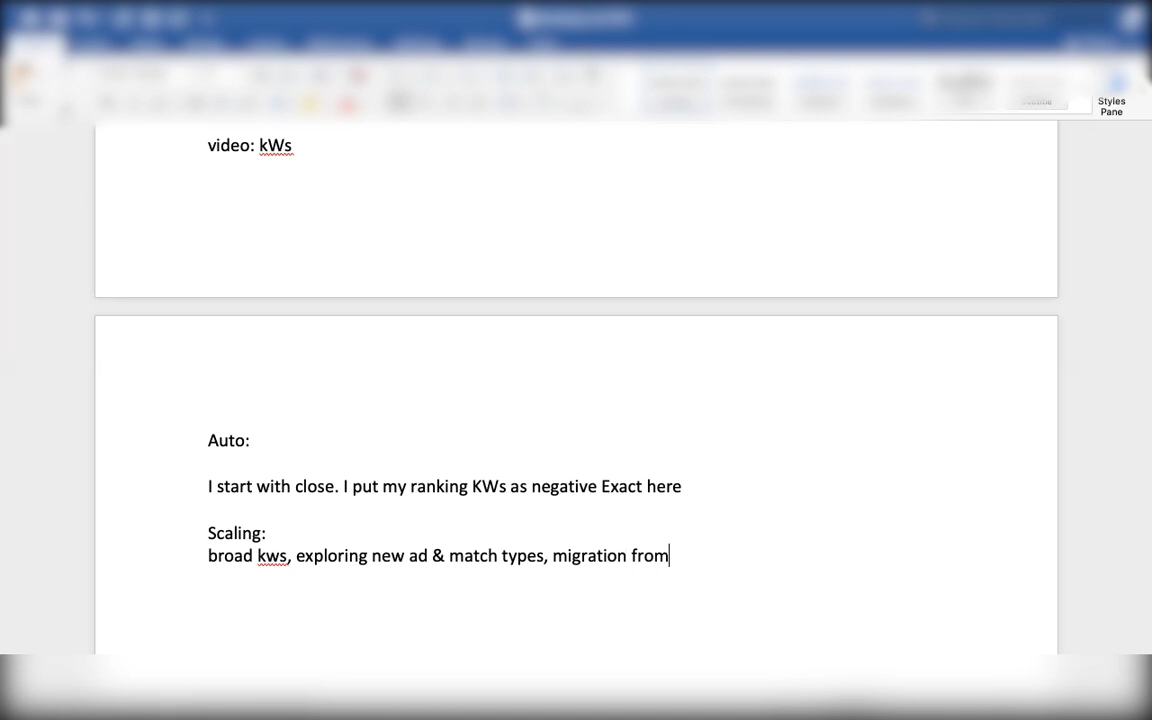 Styles
Pane
video: kWs
Auto:
I start with close. I put my ranking KWs as negative Exact here
Scaling:
broad kws, exploring new ad & match types, migration from